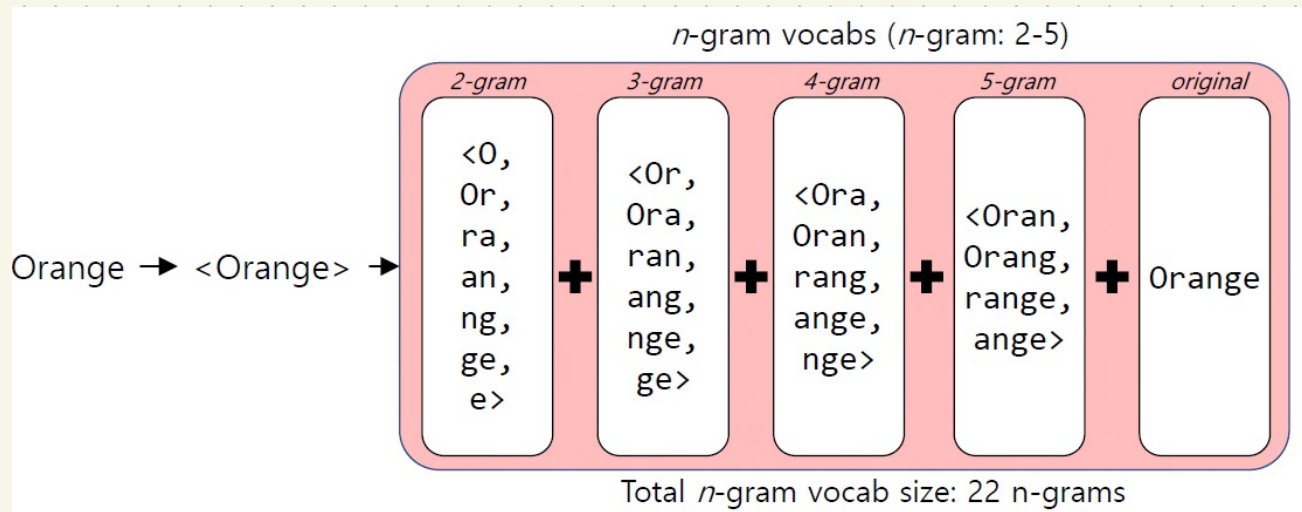 n-gram vocabs (n-gram: 2-5)
2-gram
3-gram
4-gram
5-gram
original
Orange → <Orange> →
<O,
Or,
ra,
an,
ng,
ge,
e>
+
<Or,
Ora,
ran,
ang,
nge,
ge>
+
<Ora,
Oran,
rang,
ange,
nge>
+
<Oran,
Orang,
range,
ange>
+
Orange
Total n-gram vocab size: 22 n-grams